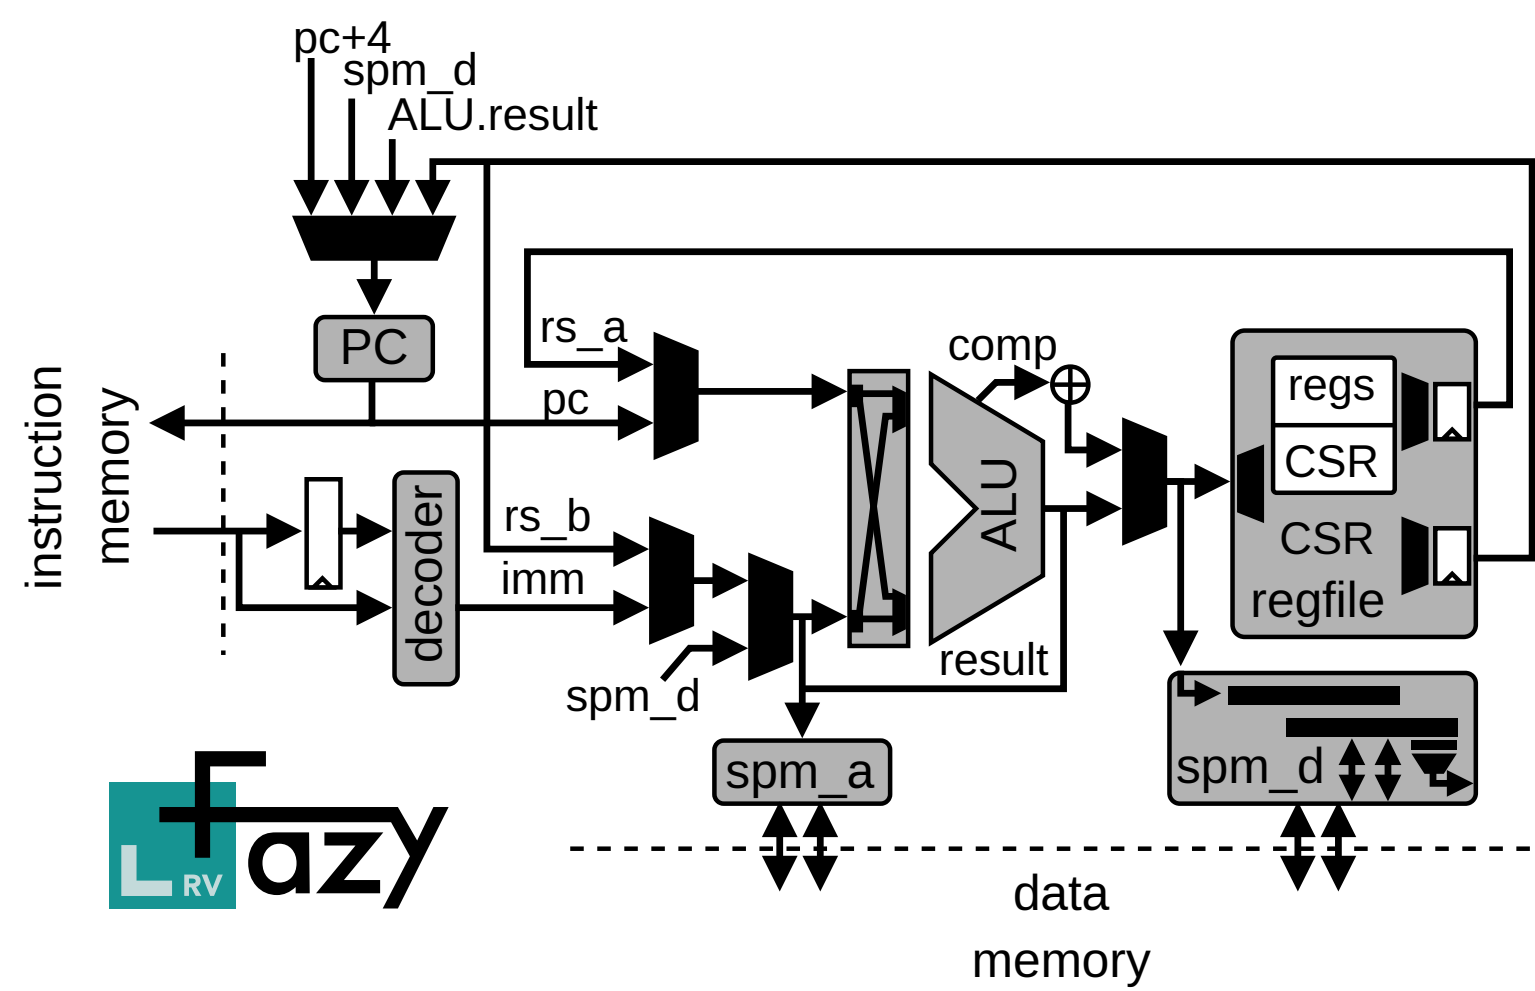 pc+4
spm_d
ALU.result
PC
instruction
memory
rs_a
pc
comp
regs
CSR
decoder
rs_b
imm
ALU
CSR
regfile
result
spm_d
spm_a
spm_d
L
RV
fazy
data
memory